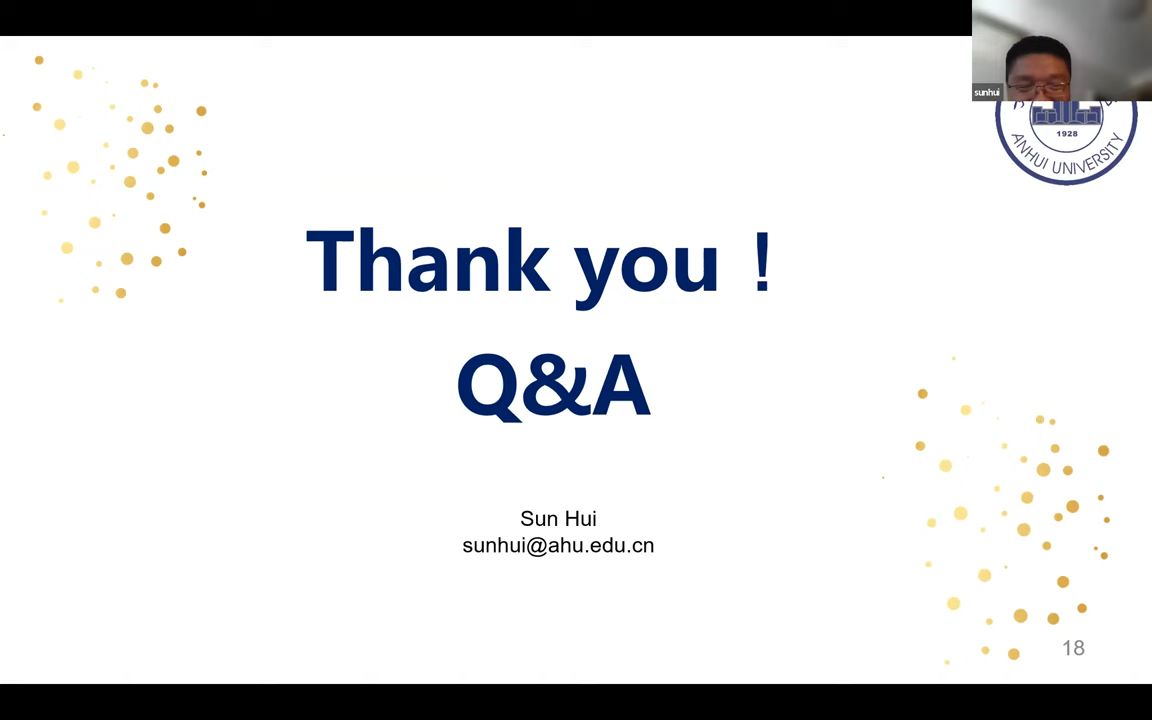 sunhui
1928
ANHUI UNIVERSITY
Thank you！
Q&A
Sun Hui
sunhui@ahu.edu.cn
18